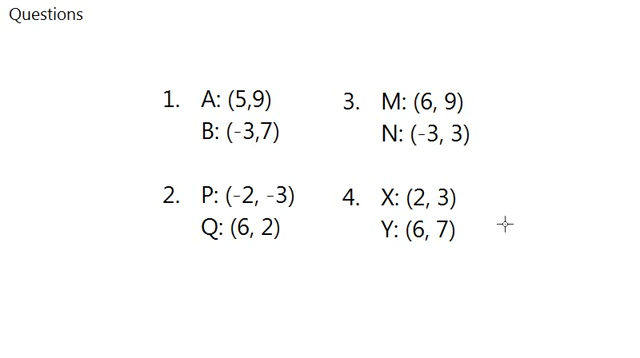 Questions
1. A: (5,9)
B: (-3,7)
2. P: (-2, -3)
Q: (6, 2)
3. M: (6, 9)
N: (-3, 3)
4. X: (2, 3)
Y: (6, 7)